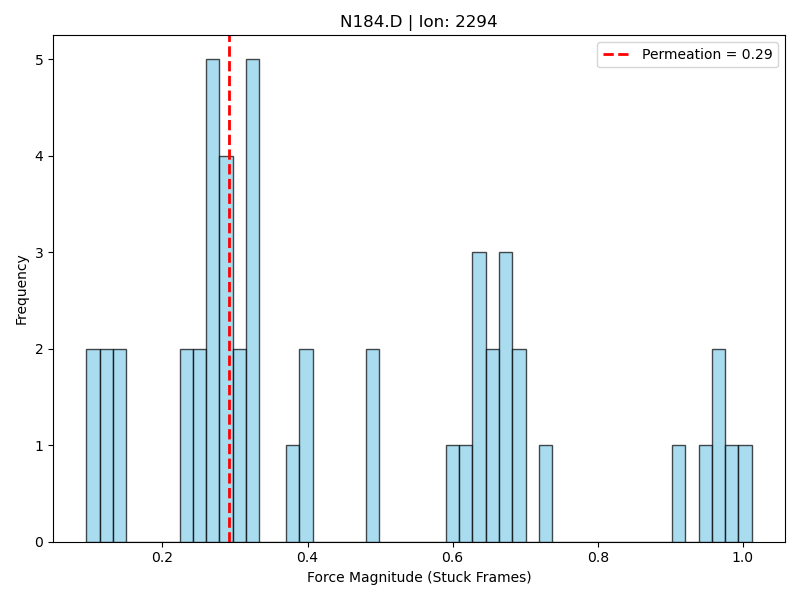 N184.D | Ion: 2294
Permeation = 0.29
Frequency
5
4
3
2
1
0
0.2 0.4 0.6 0.8 1.0
Force Magnitude (Stuck Frames)